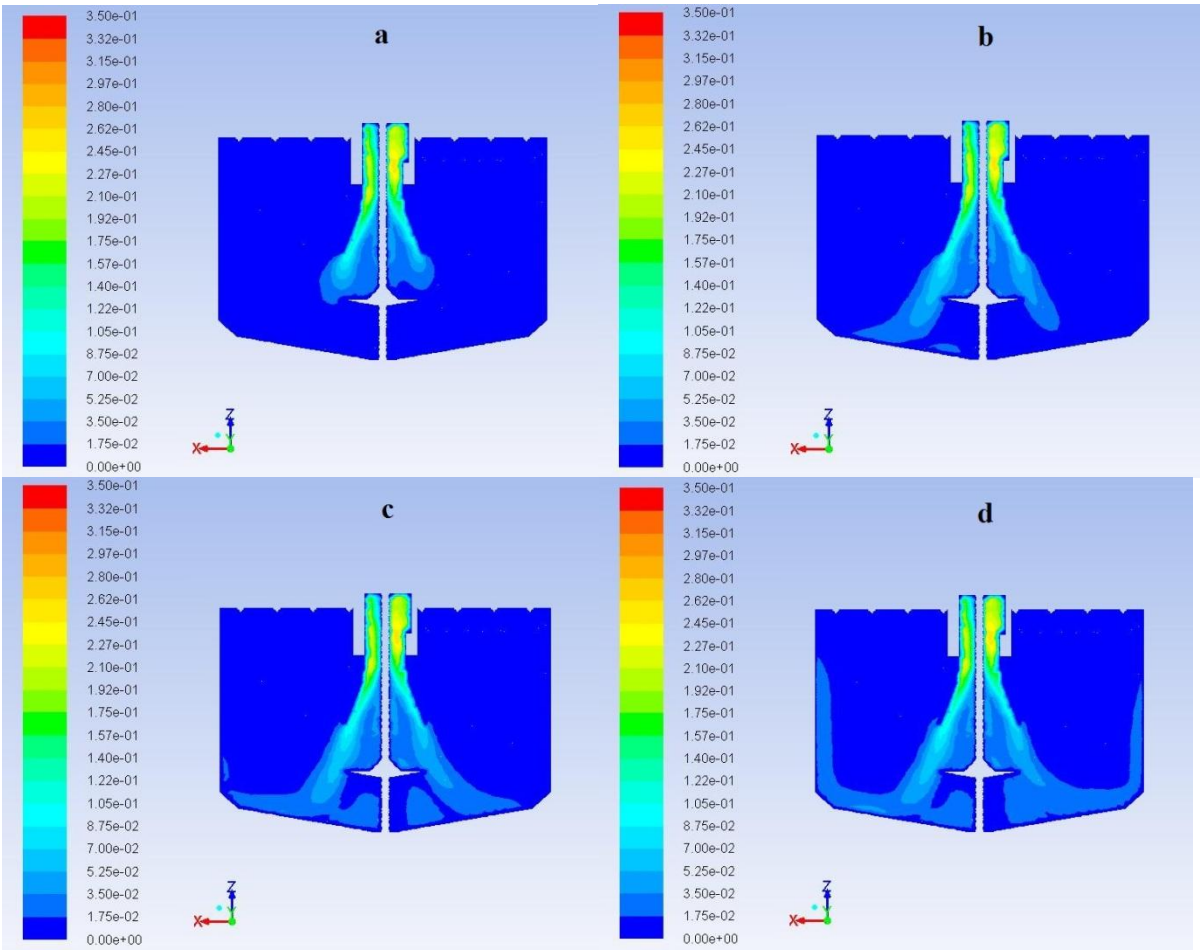 a
3.50e-01
3.32e-01
3.15e-01
2.97e-01
2.80e-01
2.62e-01
2.45e-01
2.27e-01
2.10e-01
1.92e-01
1.75e-01
1.57e-01
1.40e-01
1.22e-01
1.05e-01
8.75e-02
7.00e-02
5.25e-02
3.50e-02
1.75e-02
0.00e+00
Z
Y
X
b
3.50e-01
3.32e-01
3.15e-01
2.97e-01
2.80e-01
2.62e-01
2.45e-01
2.27e-01
2.10e-01
1.92e-01
1.75e-01
1.57e-01
1.40e-01
1.22e-01
1.05e-01
8.75e-02
7.00e-02
5.25e-02
3.50e-02
1.75e-02
0.00e+00
Z
Y
X
c
3.50e-01
3.32e-01
3.15e-01
2.97e-01
2.80e-01
2.62e-01
2.45e-01
2.27e-01
2.10e-01
1.92e-01
1.75e-01
1.57e-01
1.40e-01
1.22e-01
1.05e-01
8.75e-02
7.00e-02
5.25e-02
3.50e-02
1.75e-02
0.00e+00
Z
Y
X
d
3.50e-01
3.32e-01
3.15e-01
2.97e-01
2.80e-01
2.62e-01
2.45e-01
2.27e-01
2.10e-01
1.92e-01
1.75e-01
1.57e-01
1.40e-01
1.22e-01
1.05e-01
8.75e-02
7.00e-02
5.25e-02
3.50e-02
1.75e-02
0.00e+00
Z
Y
X